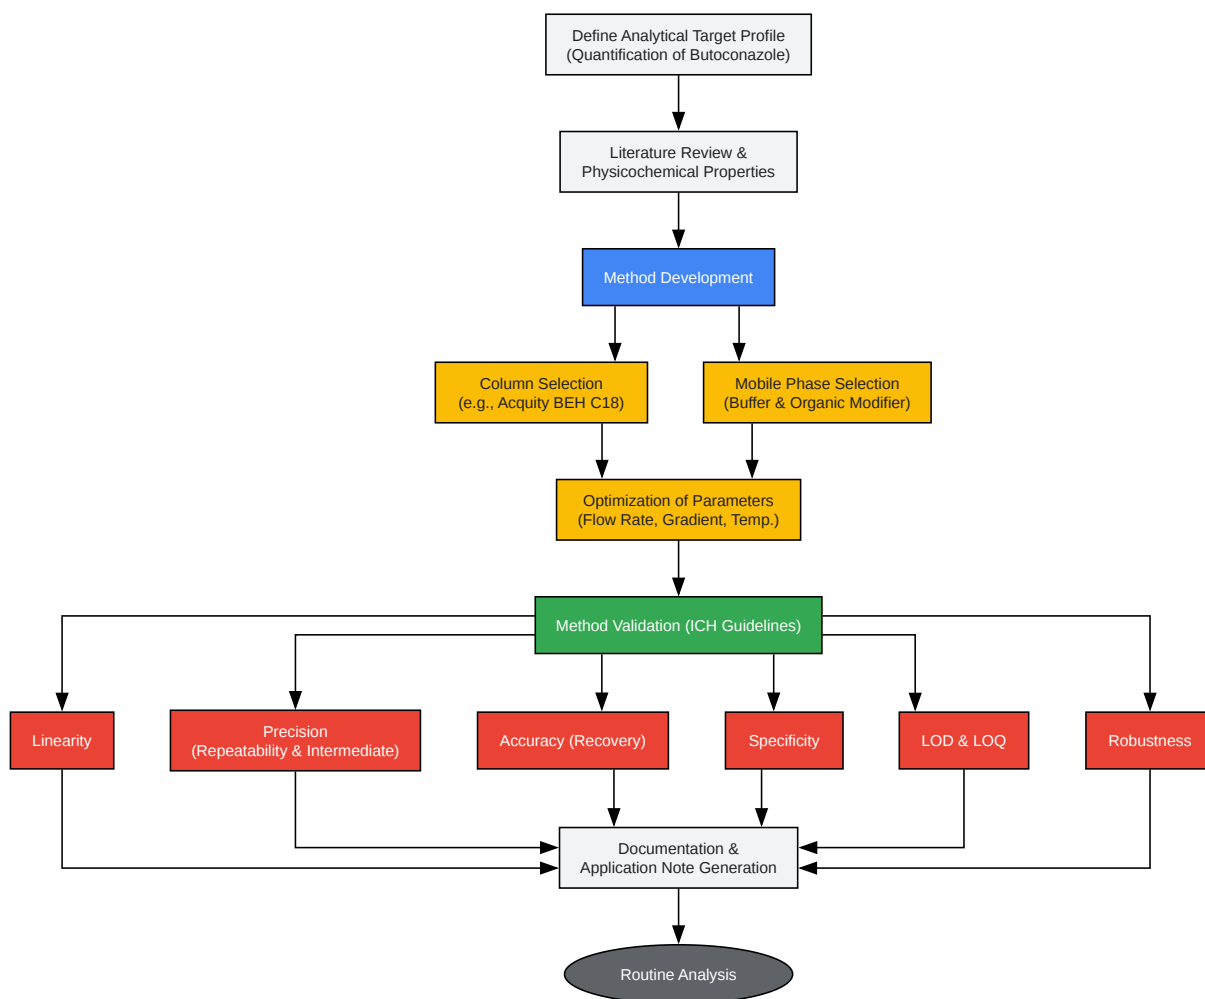 Define Analytical Target Profile
(Quantification of Butoconazole)
Literature Review &
Physicochemical Properties
Method Development
Column Selection
(e.g., Acquity BEH C18)
Mobile Phase Selection
(Buffer & Organic Modifier)
Optimization of Parameters
(Flow Rate, Gradient, Temp.)
Method Validation (ICH Guidelines)
Linearity
Precision
(Repeatability & Intermediate)
Accuracy (Recovery)
Specificity
LOD & LOQ
Robustness
Documentation &
Application Note Generation
Routine Analysis